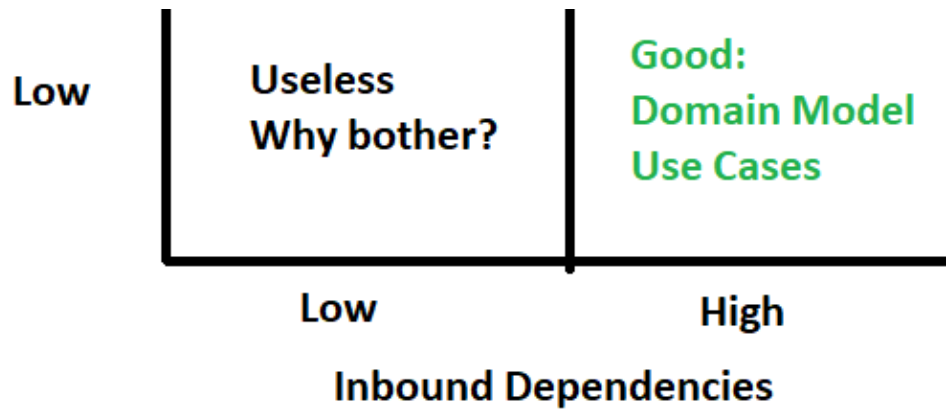 Low
Useless
Why bother?
Good:
Domain Model
Use Cases
Low
High
Inbound Dependencies